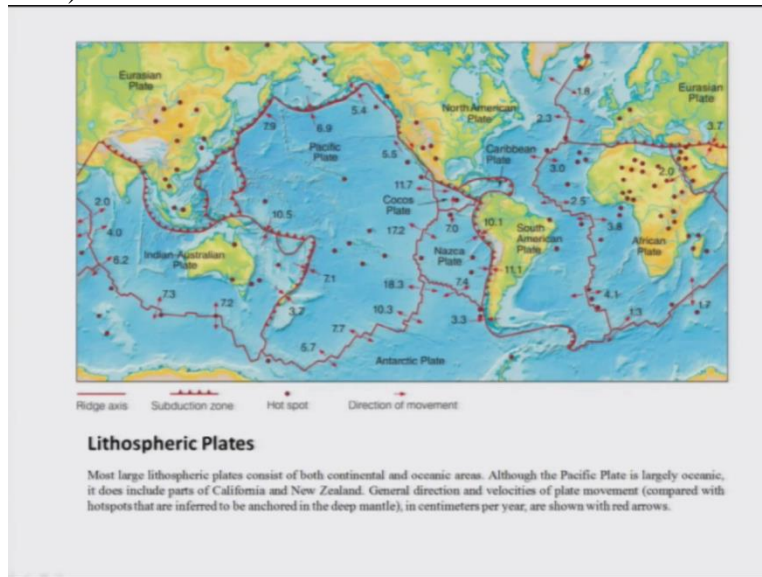 Eurasian
Plate
Eurasian
Plate
North American
Plate
1.8
2.3
3.7
5.4
7.9
6.9
Pacific
Plate
Caribbean
Plate
5.5
3.0
2.0
11.7
Cocos
Plate
2.0
2.5
10.5
4.0
17.2
7.0
10.1
South
American
Plate
3.8
African
Plate
6.2
Indian-Australian
Plate
Nazca
Plate
7.1
11.1
18.3
7.4
7.3
7.2
3.7
10.3
4.1
1.7
1.3
7.7
3.3
5.7
Antarctic Plate
Ridge axis Subduction zone Hot spot Direction of movement
Lithospheric Plates
Most large lithospheric plates consist of both continental and oceanic areas. Although the Pacific Plate is largely oceanic,
it does include parts of California and New Zealand. General direction and velocities of plate movement (compared with
hotspots that are inferred to be anchored in the deep mantle), in centimeters per year, are shown with red arrows.